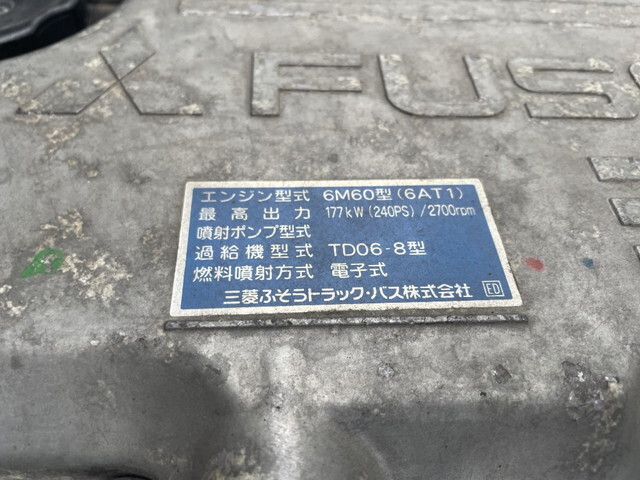 FUS
エンジン型式 6M60型(6AT1)
最高出力 177kW(240PS)/2700rpm
噴射ポンプ型式
過給機型式 TD06-8型
燃料噴射方式 電子式
三菱ふそうトラック・バス株式会社 ED